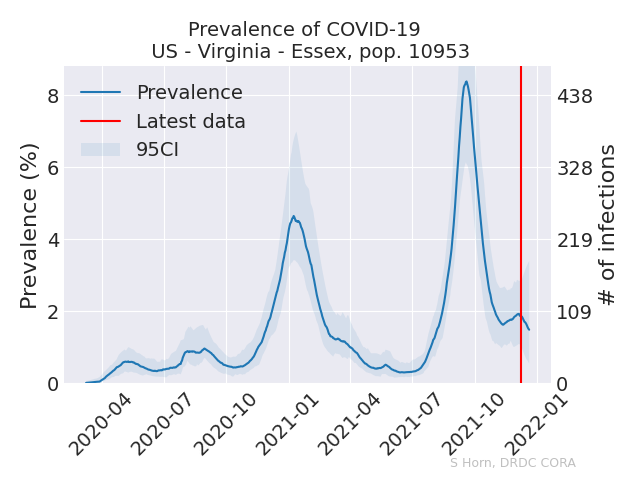 Prevalence of COVID-19
US - Virginia - Essex, pop. 10953
Prevalence (%)
8
6
4
2
0
Prevalence
Latest data
95CI
438
328
219
109
0
# of infections
2020-04
2020-07
2020-10
2021-01
2021-04
2021-07
2021-10
2022-01
S Horn, DRDC CORA